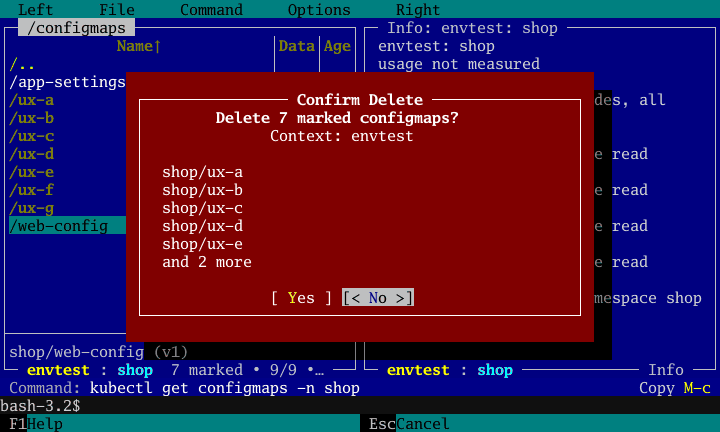 Left File Command Options Right
/configmaps
Name↑ Data Age
/..
/app-settings
/ux-a
/ux-b
/ux-c
/ux-d
/ux-e
/ux-f
/ux-g
/web-config
shop/web-config (v1)
envtest : shop 7 marked • 9/9 •…
Info: envtest: shop
envtest: shop
usage not measured
des, all
read
read
read
read
mespace shop
envtest : shop Info
Confirm Delete
Delete 7 marked configmaps?
Context: envtest
shop/ux-a
shop/ux-b
shop/ux-c
shop/ux-d
shop/ux-e
and 2 more
[ Yes ] [< No >]
Command: kubectl get configmaps -n shop Copy M-c
bash-3.2$
F1Help EscCancel